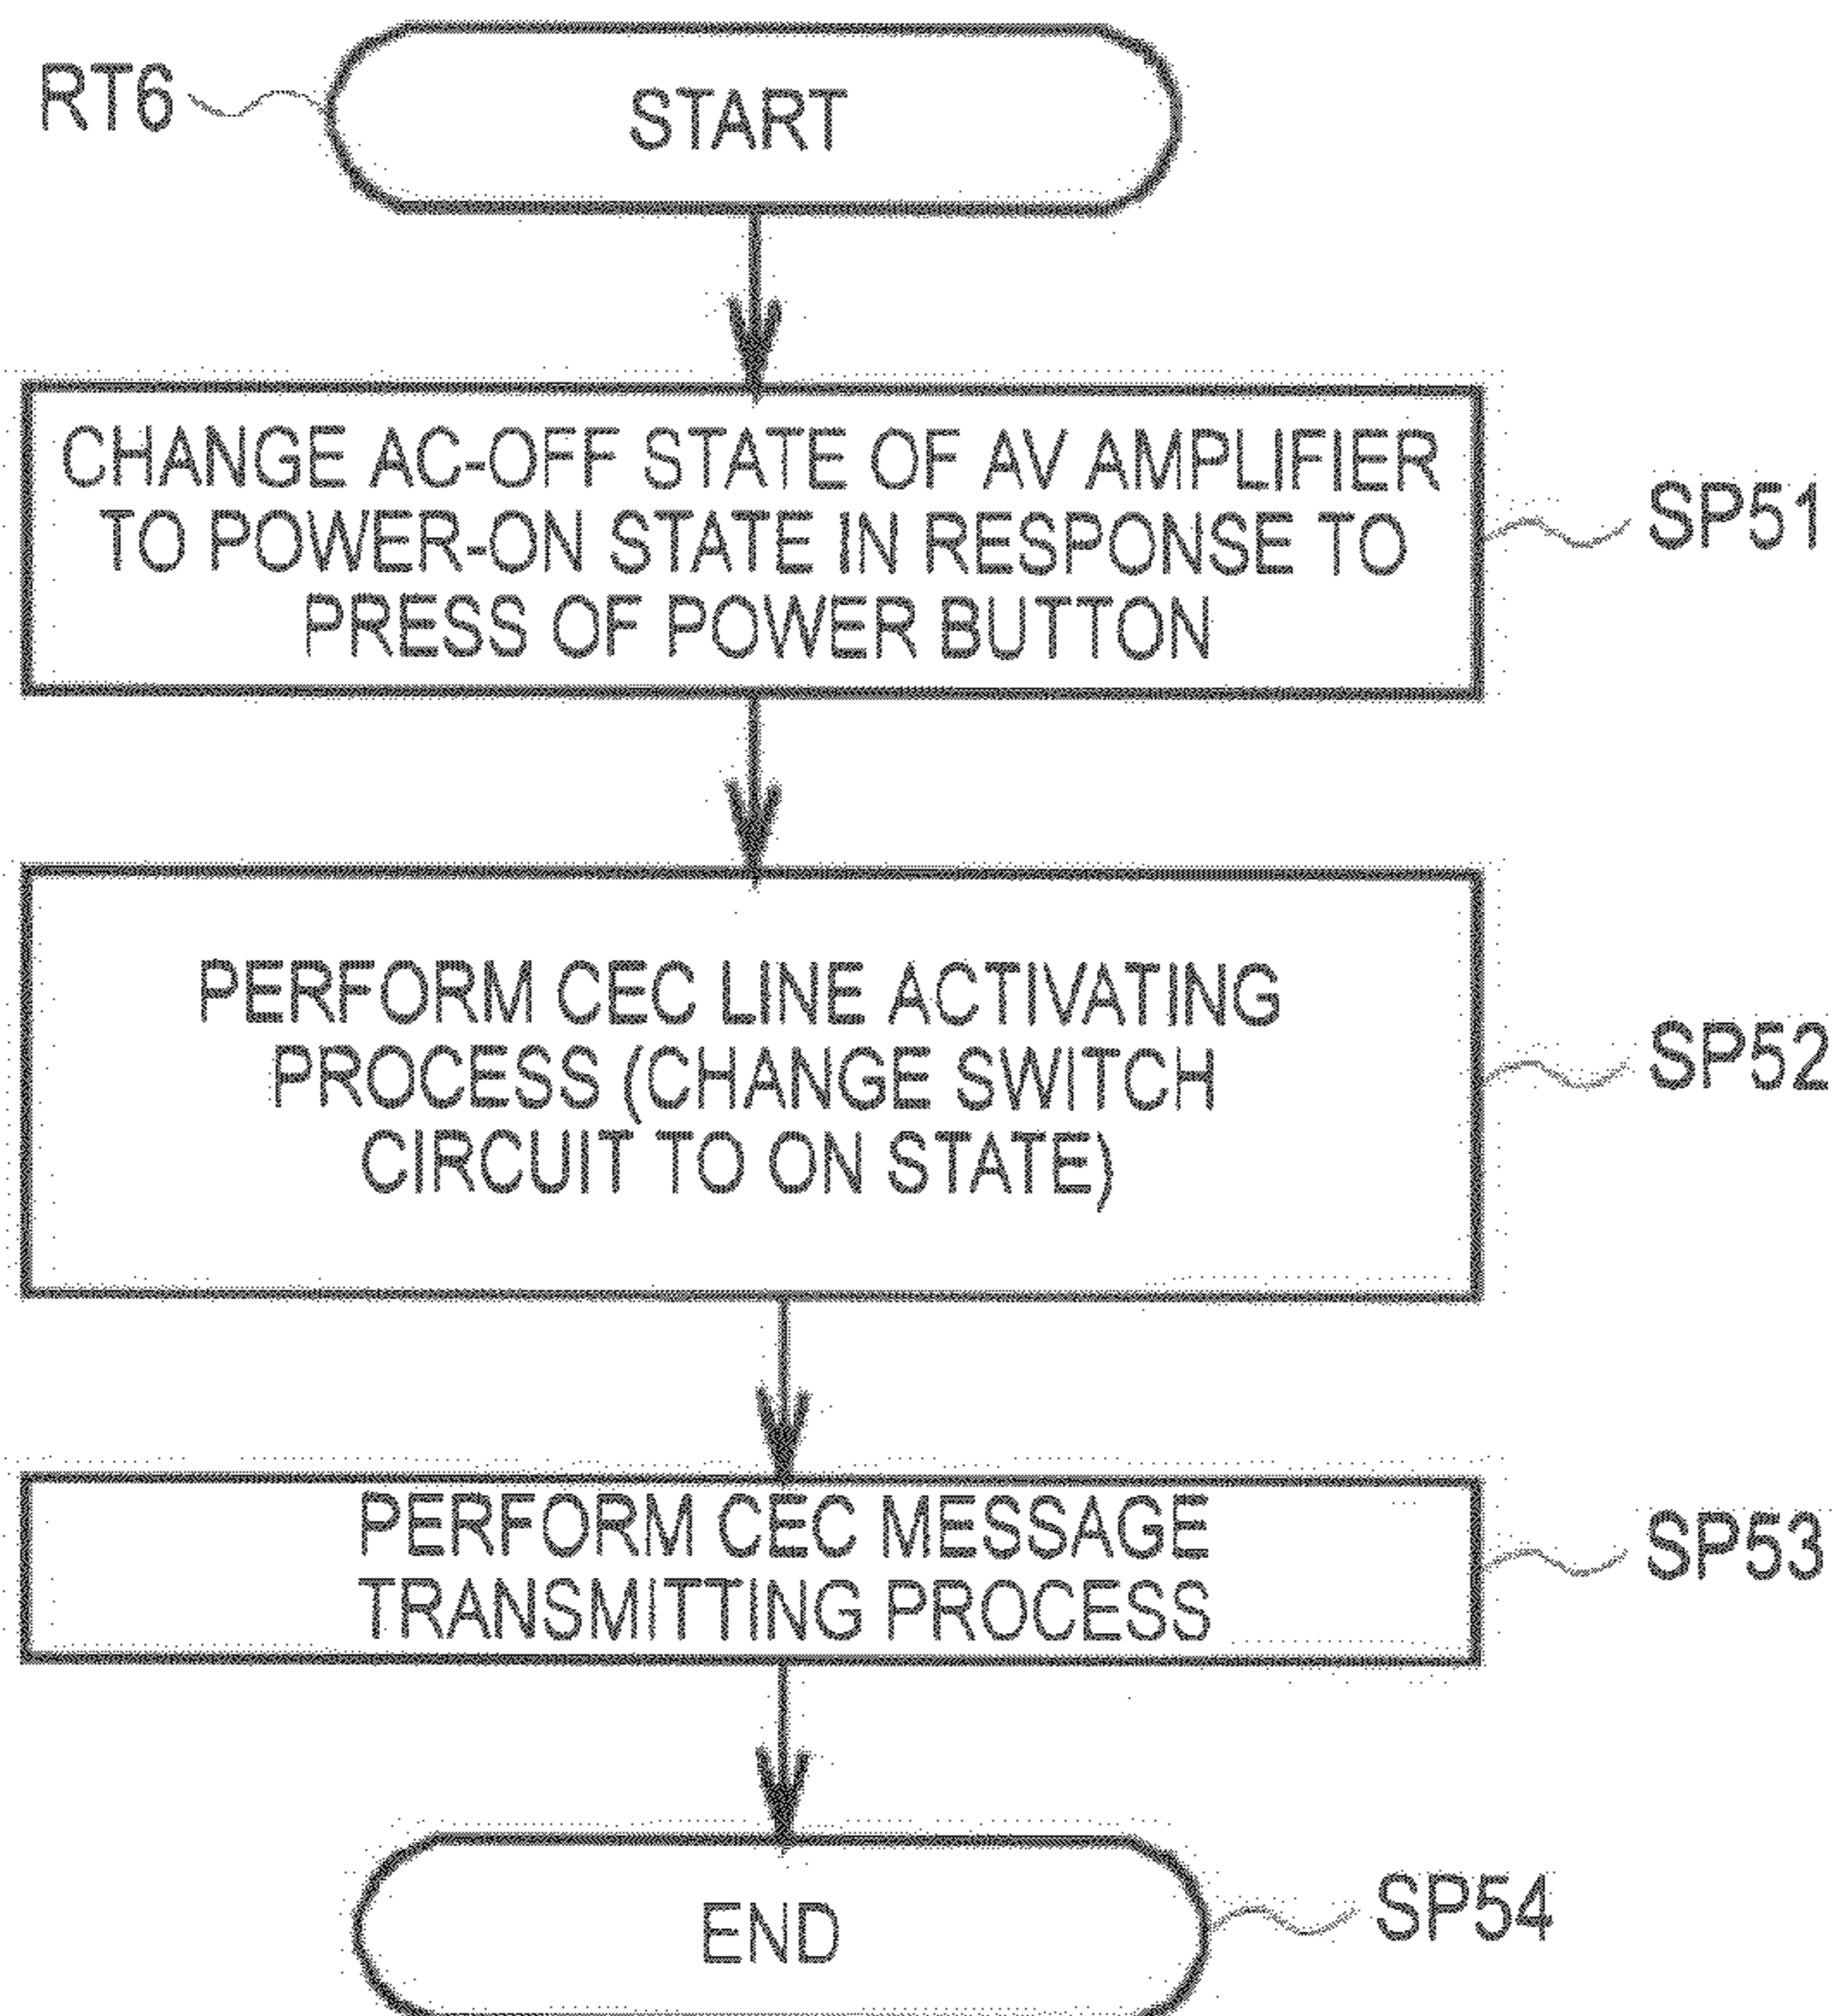 RT6
START
CHANGE AC-OFF STATE OF AV AMPLIFIER
TO POWER-ON STATE IN RESPONSE TO
PRESS OF POWER BUTTON
SP51
PERFORM CEC LINE ACTIVATING
PROCESS (CHANGE SWITCH
CIRCUIT TO ON STATE)
SP52
PERFORM CEC MESSAGE
TRANSMITTING PROCESS
SP53
END
SP54